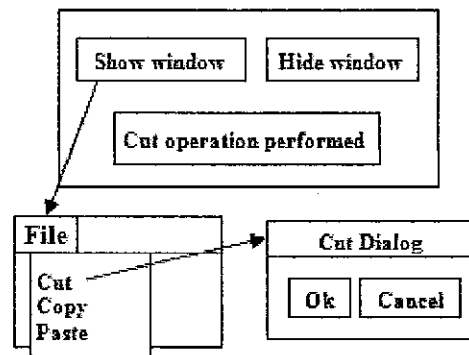 Show window
Hide window
Cut operation performed
File
Cut
Copy
Paste
Cut Dialog
Ok
Cancel